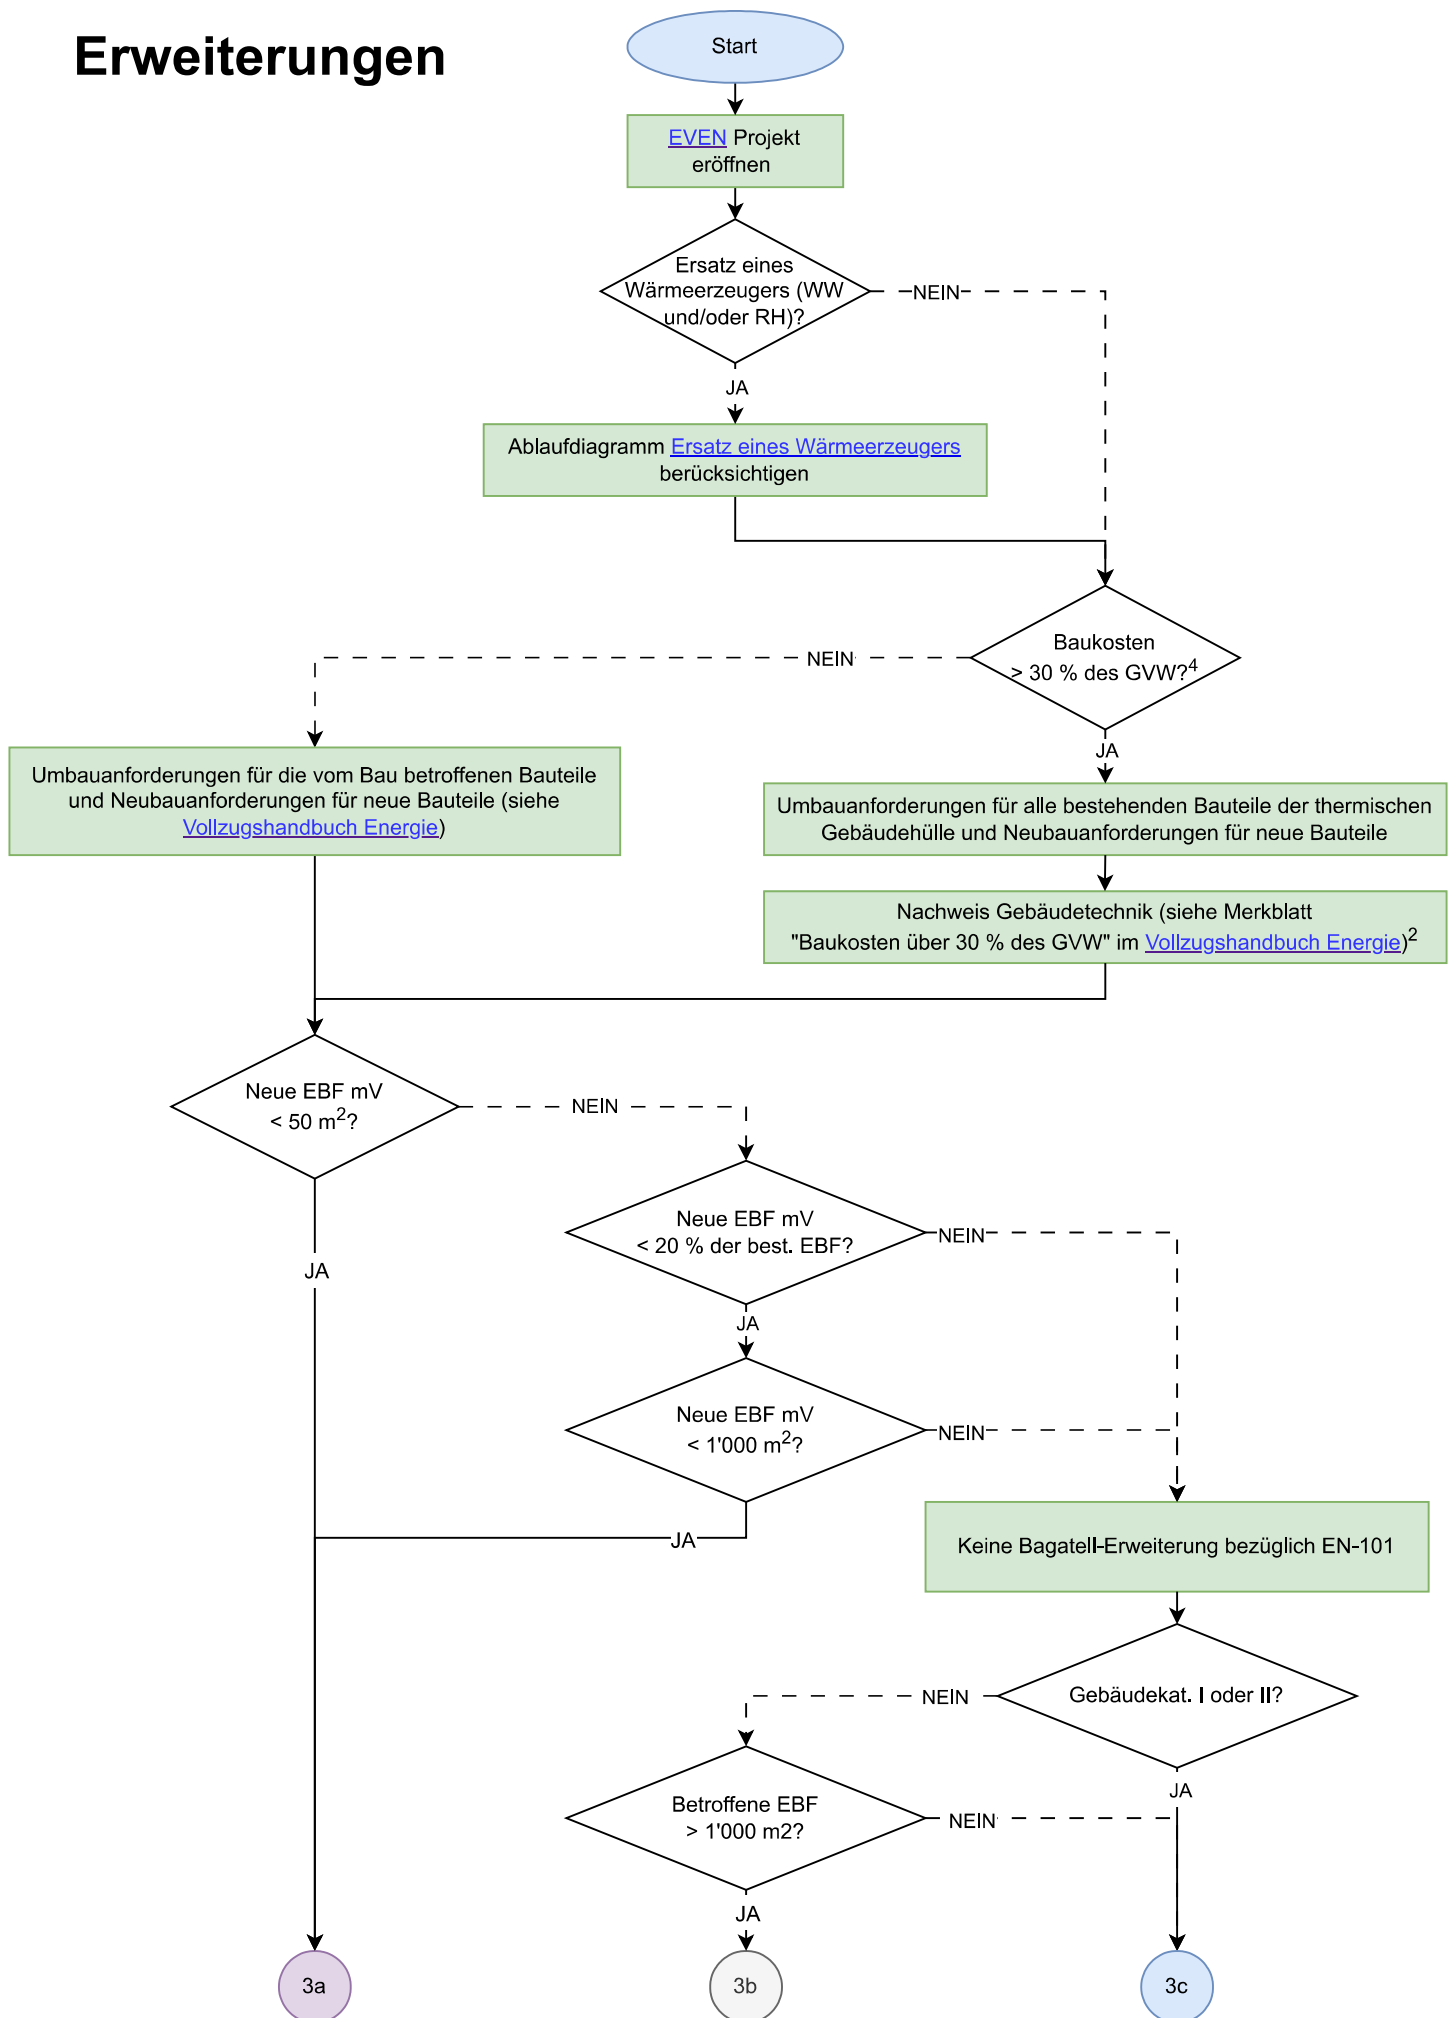 Erweiterungen
Start
EVEN Projekt
eröffnen
Ersatz eines
Wärmeerzeugers (WW
und/oder RH)?
NEIN
JA
Ablaufdiagramm Ersatz eines Wärmeerzeugers
berücksichtigen
Baukosten
> 30 % des GVW?⁴
NEIN
JA
Umbauanforderungen für die vom Bau betroffenen Bauteile
und Neubauanforderungen für neue Bauteile (siehe
Vollzugshandbuch Energie)
Umbauanforderungen für alle bestehenden Bauteile der thermischen
Gebäudehülle und Neubauanforderungen für neue Bauteile
Nachweis Gebäudetechnik (siehe Merkblatt
"Baukosten über 30 % des GVW" im Vollzugshandbuch Energie)²
Neue EBF mV
< 50 m²?
NEIN
JA
Neue EBF mV
< 20 % der best. EBF?
NEIN
JA
Neue EBF mV
< 1'000 m²?
NEIN
JA
Keine Bagatell-Erweiterung bezüglich EN-101
Gebäudekat. I oder II?
NEIN
JA
Betroffene EBF
> 1'000 m2?
NEIN
JA
3a
3b
3c